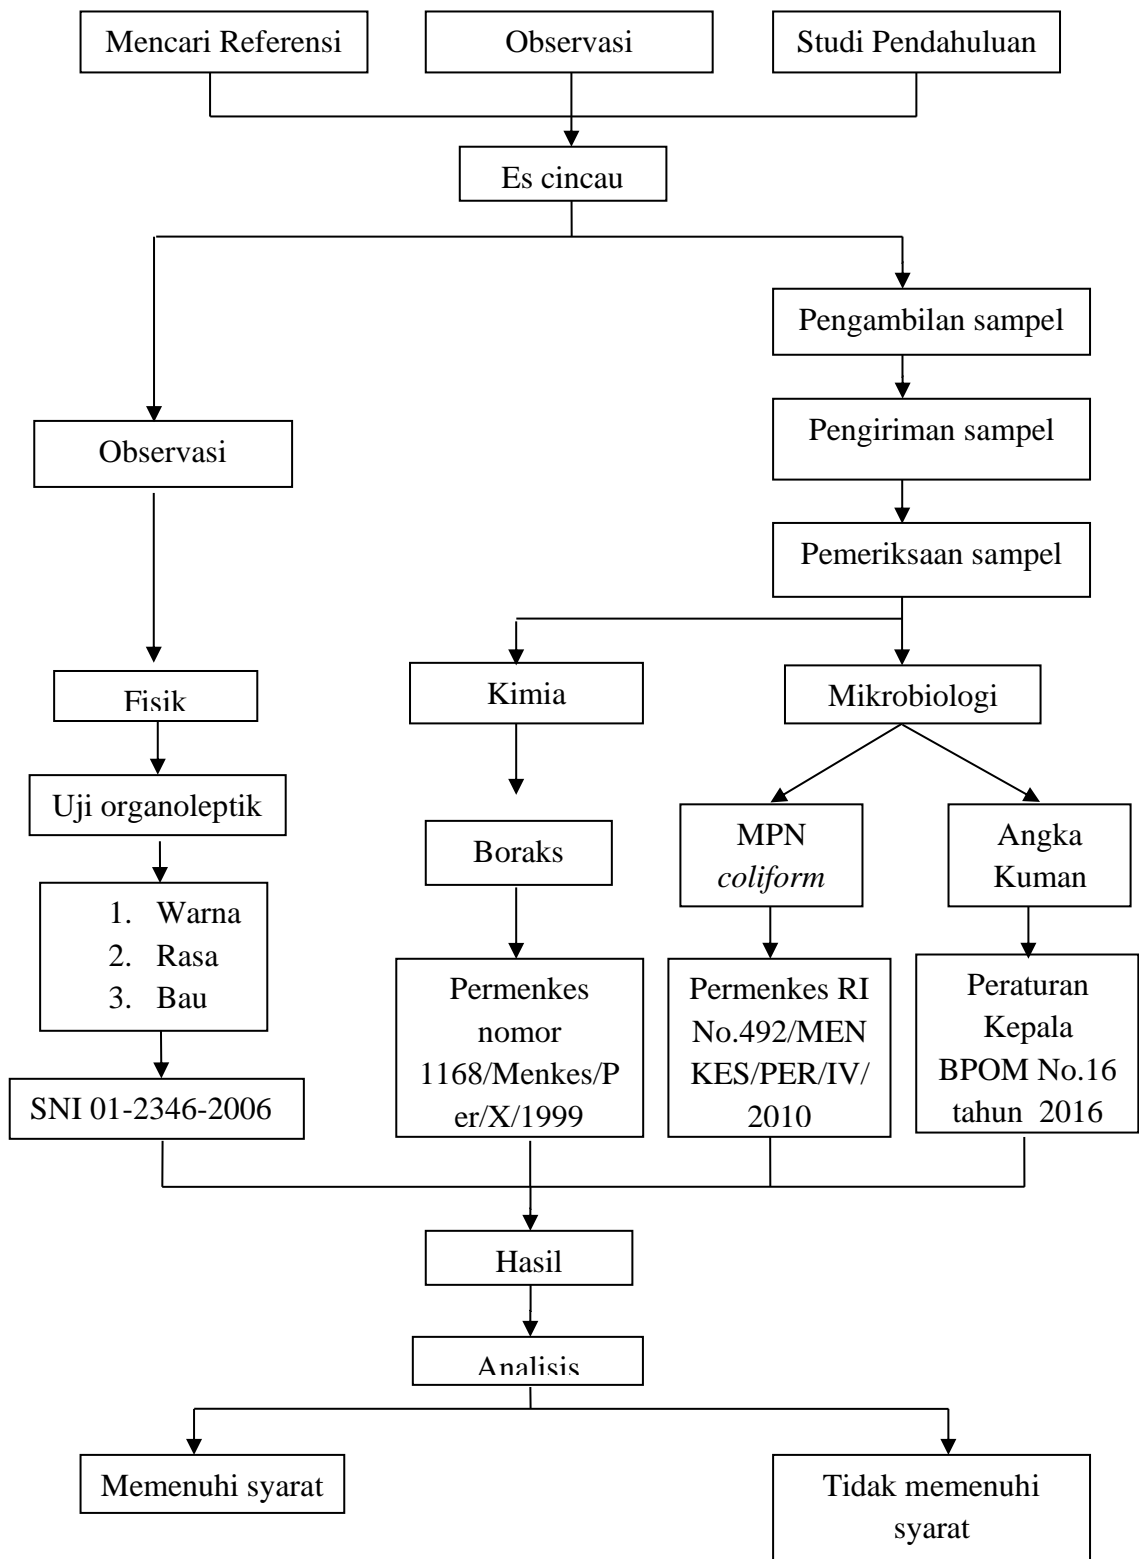 Mencari Referensi
Observasi
Studi Pendahuluan
Es cincau
Pengambilan sampel
Pengiriman sampel
Observasi
Pemeriksaan sampel
Fisik
Kimia
Mikrobiologi
Uji organoleptik
Boraks
MPN
coliform
Angka
Kuman
1. Warna
2. Rasa
3. Bau
Permenkes
nomor
1168/Menkes/P
er/X/1999
Permenkes RI
No.492/MEN
KES/PER/IV/
2010
Peraturan
Kepala
BPOM No.16
tahun 2016
SNI 01-2346-2006
Hasil
Analisis
Memenuhi syarat
Tidak memenuhi
syarat